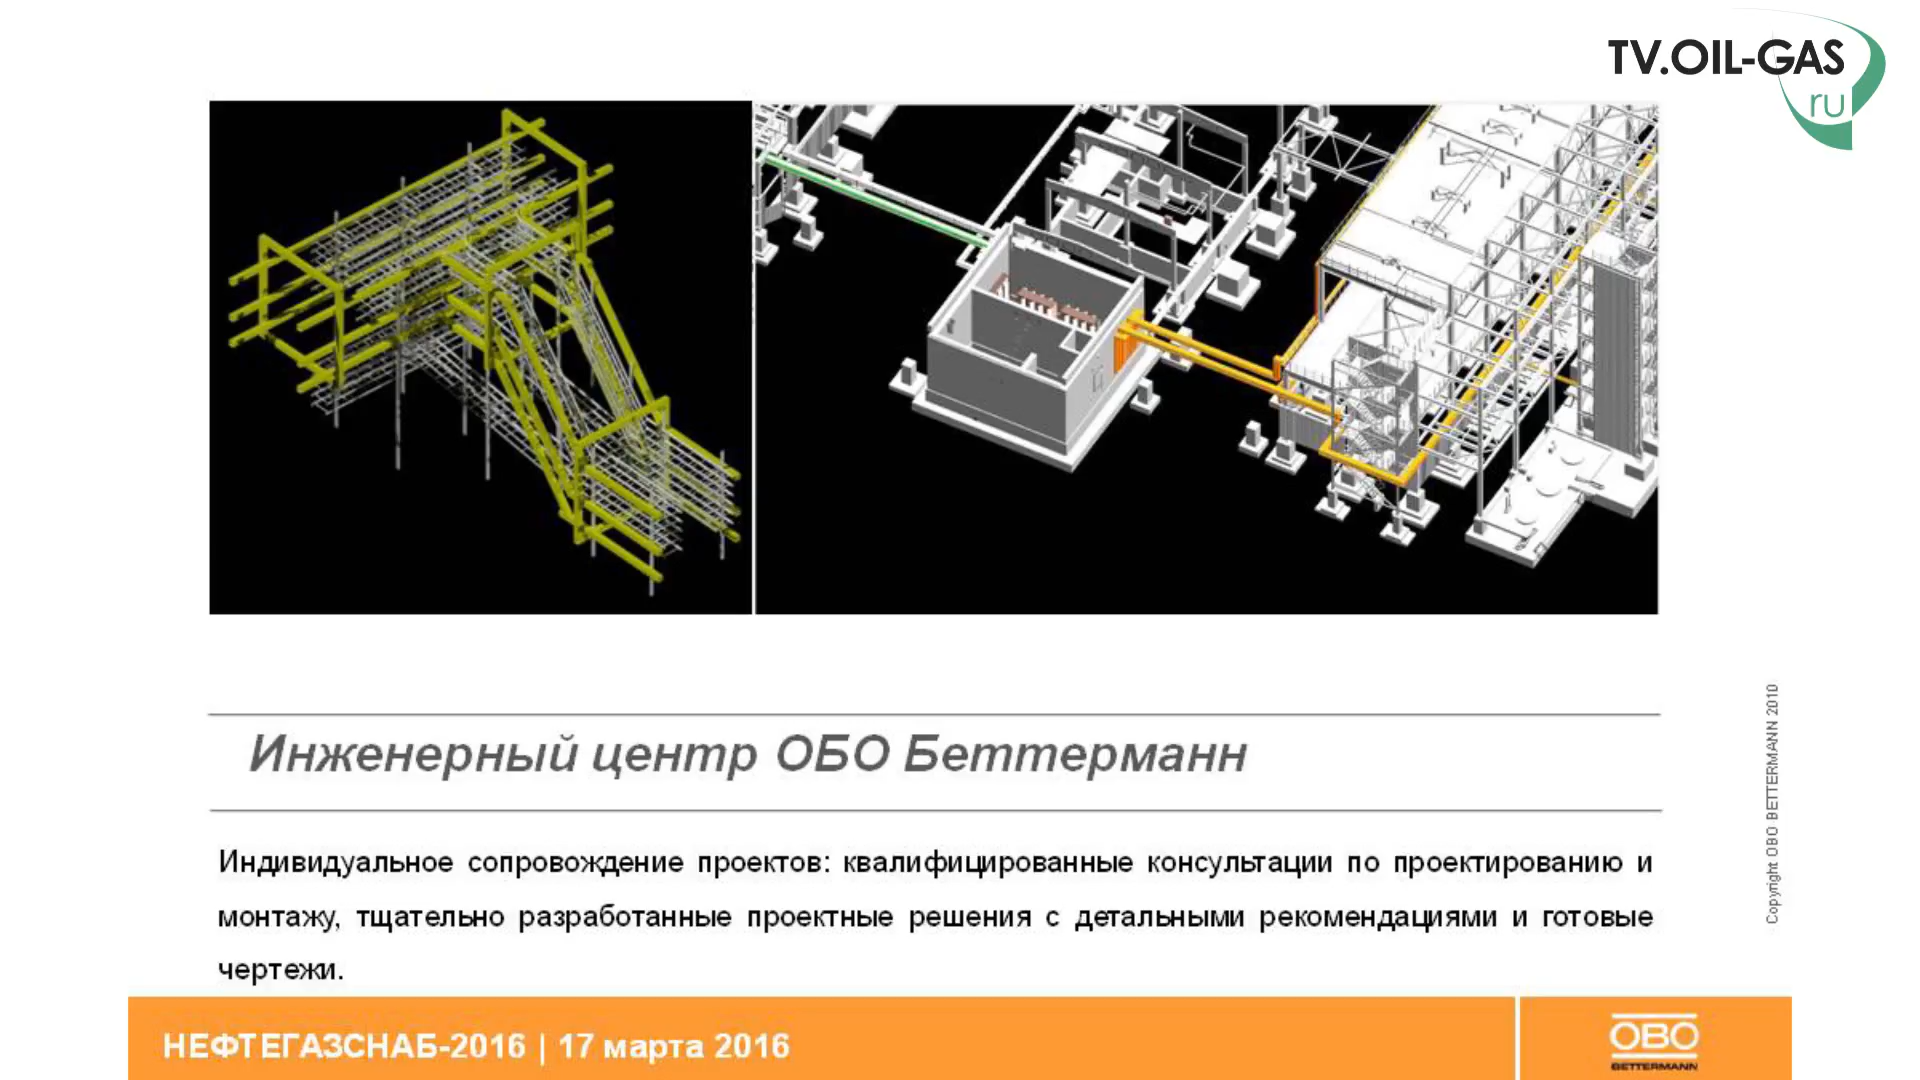 TV.OIL-GAS
ru
Инженерный центр ОБО Беттерманн
Copyright OBO BETTERMANN 2010
Индивидуальное сопровождение проектов: квалифицированные консультации по проектированию и
монтажу, тщательно разработанные проектные решения с детальными рекомендациями и готовые
чертежи.
НЕФТЕГАЗСНАБ-2016 | 17 марта 2016
OBO
BETTERMANN